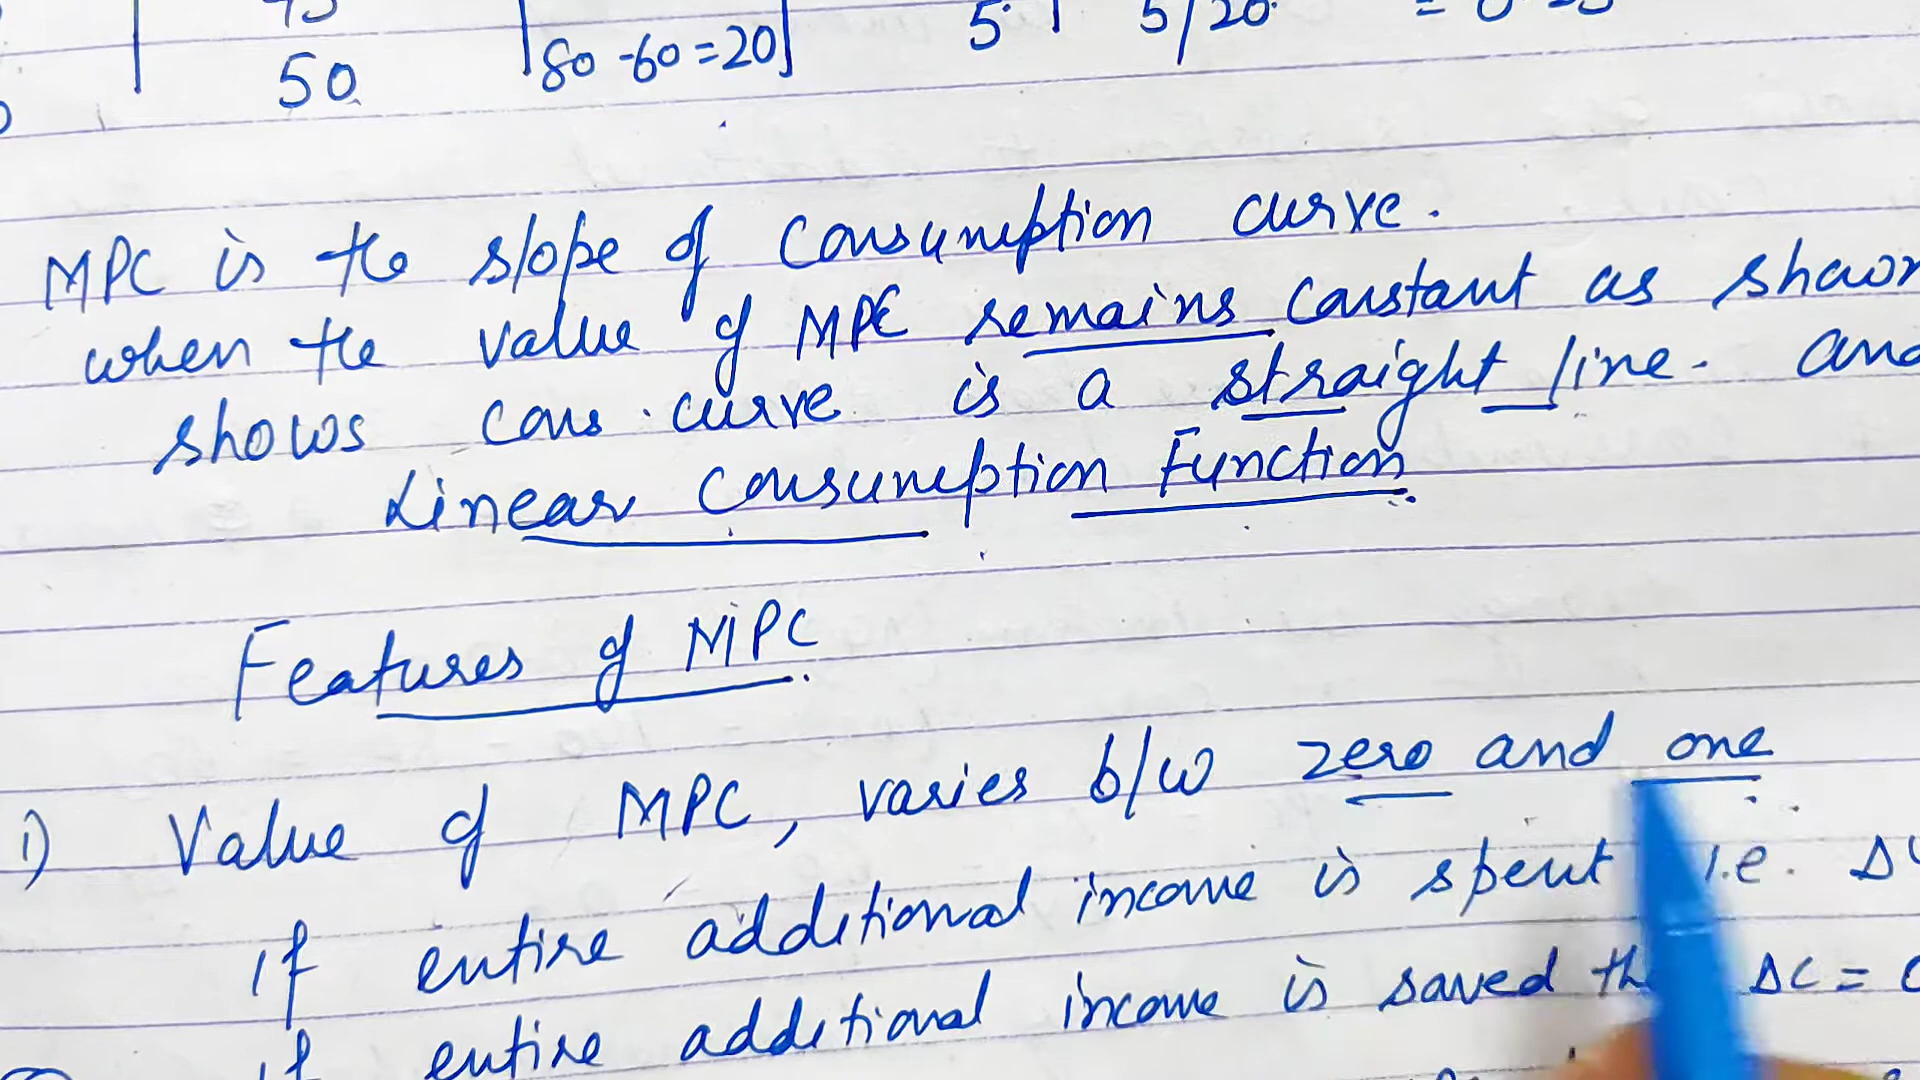 50 80-60=20 5 5/20
MPC is the slope of Consumption curve.
when the value of MPC remains constant as shown
shows cons. curve is a straight line. and
Linear Consumption Function
Features of MPC
1) Value of MPC, varies b/w zero and one
If entire additional income is spent i.e.
If entire additional income is saved ΔC =